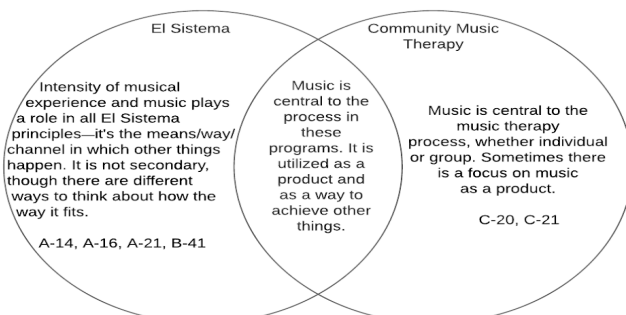 El Sistema
Community Music
Therapy
Intensity of musical
experience and music plays
a role in all El Sistema
principles—it's the means/way/
channel in which other things
happen. It is not secondary,
though there are different
ways to think about how the
way it fits.
A-14, A-16, A-21, B-41
Music is
central to the
process in
these
programs. It is
utilized as a
product and
as a way to
achieve other
things.
Music is central to the
music therapy
process, whether individual
or group. Sometimes there
is a focus on music
as a product.
C-20, C-21